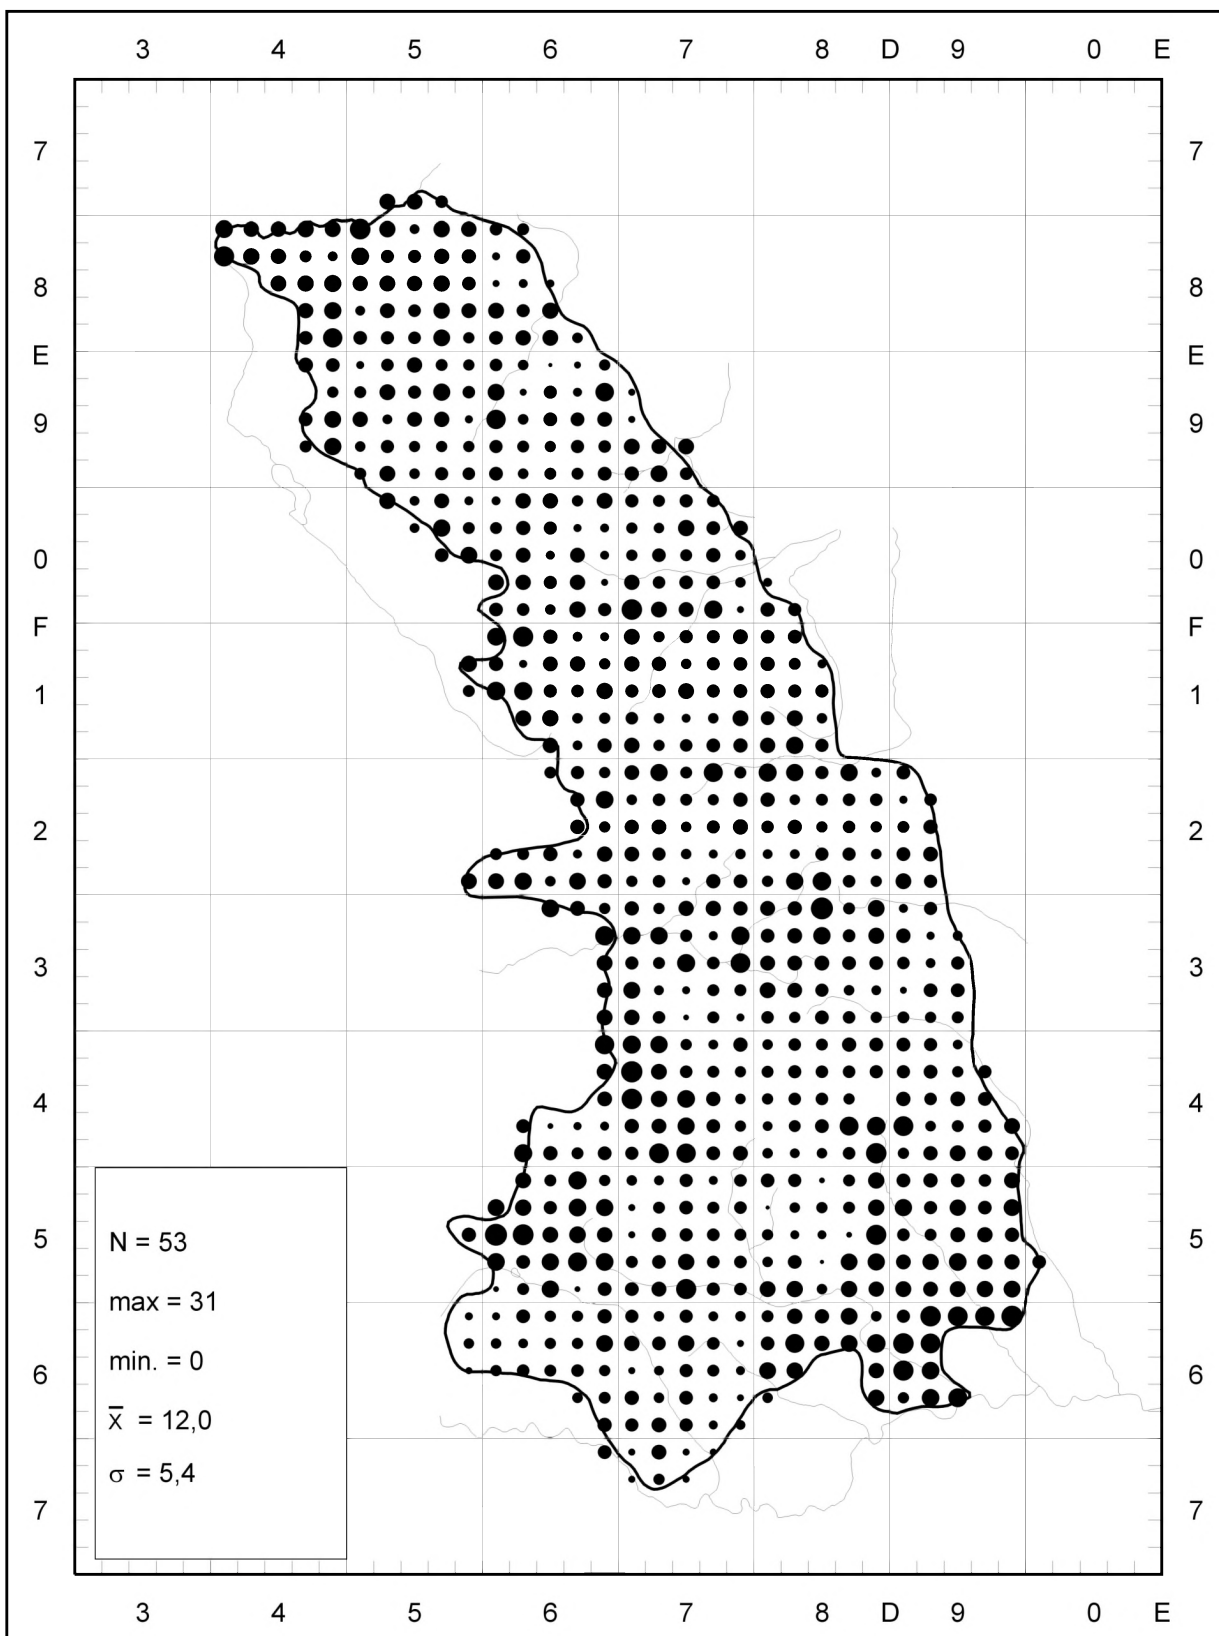 3 4 5 6 7 8 D 9 0 E
7 7
8 8
E E
9 9
0 0
F F
1 1
2 2
3 3
4 4
5 5
6 6
7 7
N = 53
max = 31
min. = 0
x̅ = 12,0
σ = 5,4
3 4 5 6 7 8 D 9 0 E